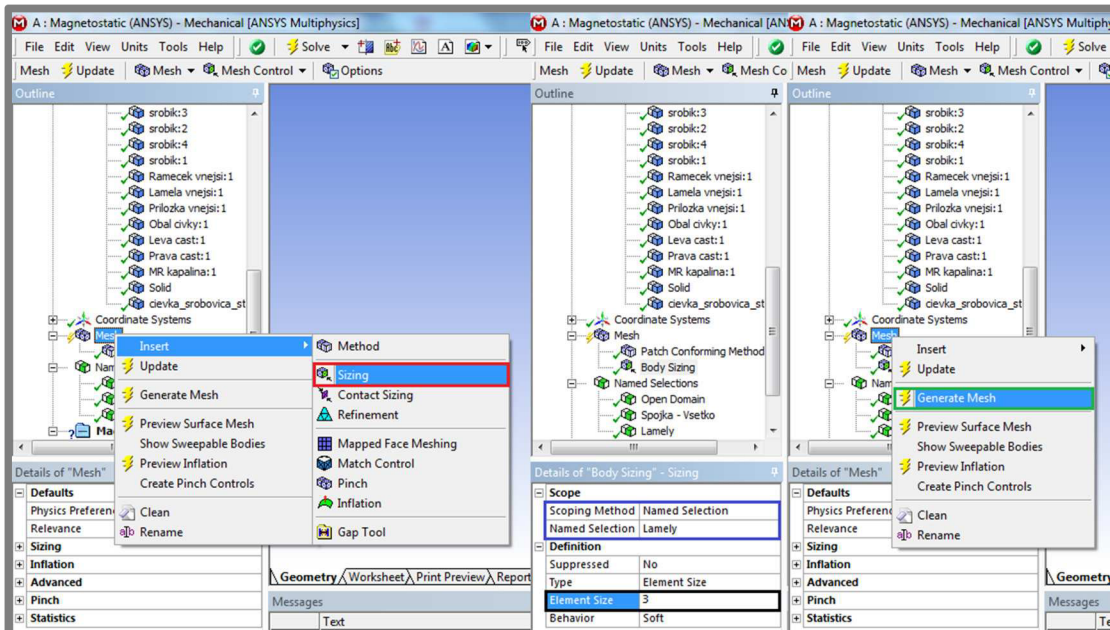 A : Magnetostatic (ANSYS) - Mechanical [ANSYS Multiphysics]
File Edit View Units Tools Help Solve
Mesh Update Mesh Mesh Control Options
Outline
srobik:3
srobik:2
srobik:4
srobik:1
Ramecek vnejsi:1
Lamela vnejsi:1
Prilozka vnejsi:1
Obal civky:1
Leva cast:1
Prava cast:1
MR kapalina:1
Solid
cievka_srobovica_st
Coordinate Systems
Insert
Update
Generate Mesh
Preview Surface Mesh
Show Sweepable Bodies
Preview Inflation
Create Pinch Controls
Clean
Rename
Method
Sizing
Contact Sizing
Refinement
Mapped Face Meshing
Match Control
Pinch
Inflation
Gap Tool
Details of "Mesh"
Defaults
Physics
Relevance
Sizing
Inflation
Advanced
Pinch
Statistics
Geometry Worksheet Print Preview Report
Messages
Text
A : Magnetostatic (ANSYS) - Mechanical
File Edit View Units Tools Help
Mesh Update Mesh Mesh Co
Outline
srobik:3
srobik:2
srobik:4
srobik:1
Ramecek vnejsi:1
Lamela vnejsi:1
Prilozka vnejsi:1
Obal civky:1
Leva cast:1
Prava cast:1
MR kapalina:1
Solid
cievka_srobovica_st
Coordinate Systems
Mesh
Patch Conforming Method
Body Sizing
Named Selections
Open Domain
Spojka - Vsetko
Lamely
Details of "Body Sizing" - Sizing
Scope
Scoping Method Named Selection
Named Selection Lamely
Definition
Suppressed No
Type Element Size
Element Size 3
Behavior Soft
A : Magnetostatic (ANSYS) - Mechanical [ANSYS Multiphy
File Edit View Units Tools Help Solve
Mesh Update Mesh Mesh Control
Outline
srobik:3
srobik:2
srobik:4
srobik:1
Ramecek vnejsi:1
Lamela vnejsi:1
Prilozka vnejsi:1
Obal civky:1
Leva cast:1
Prava cast:1
MR kapalina:1
Solid
cievka_srobovica_st
Coordinate Systems
Mesh
Insert
Update
Generate Mesh
Preview Surface Mesh
Show Sweepable Bodies
Preview Inflation
Create Pinch Controls
Clean
Rename
Details of "Mesh"
Defaults
Physics
Relevance
Sizing
Inflation
Advanced
Pinch
Statistics
Geometry
Messages